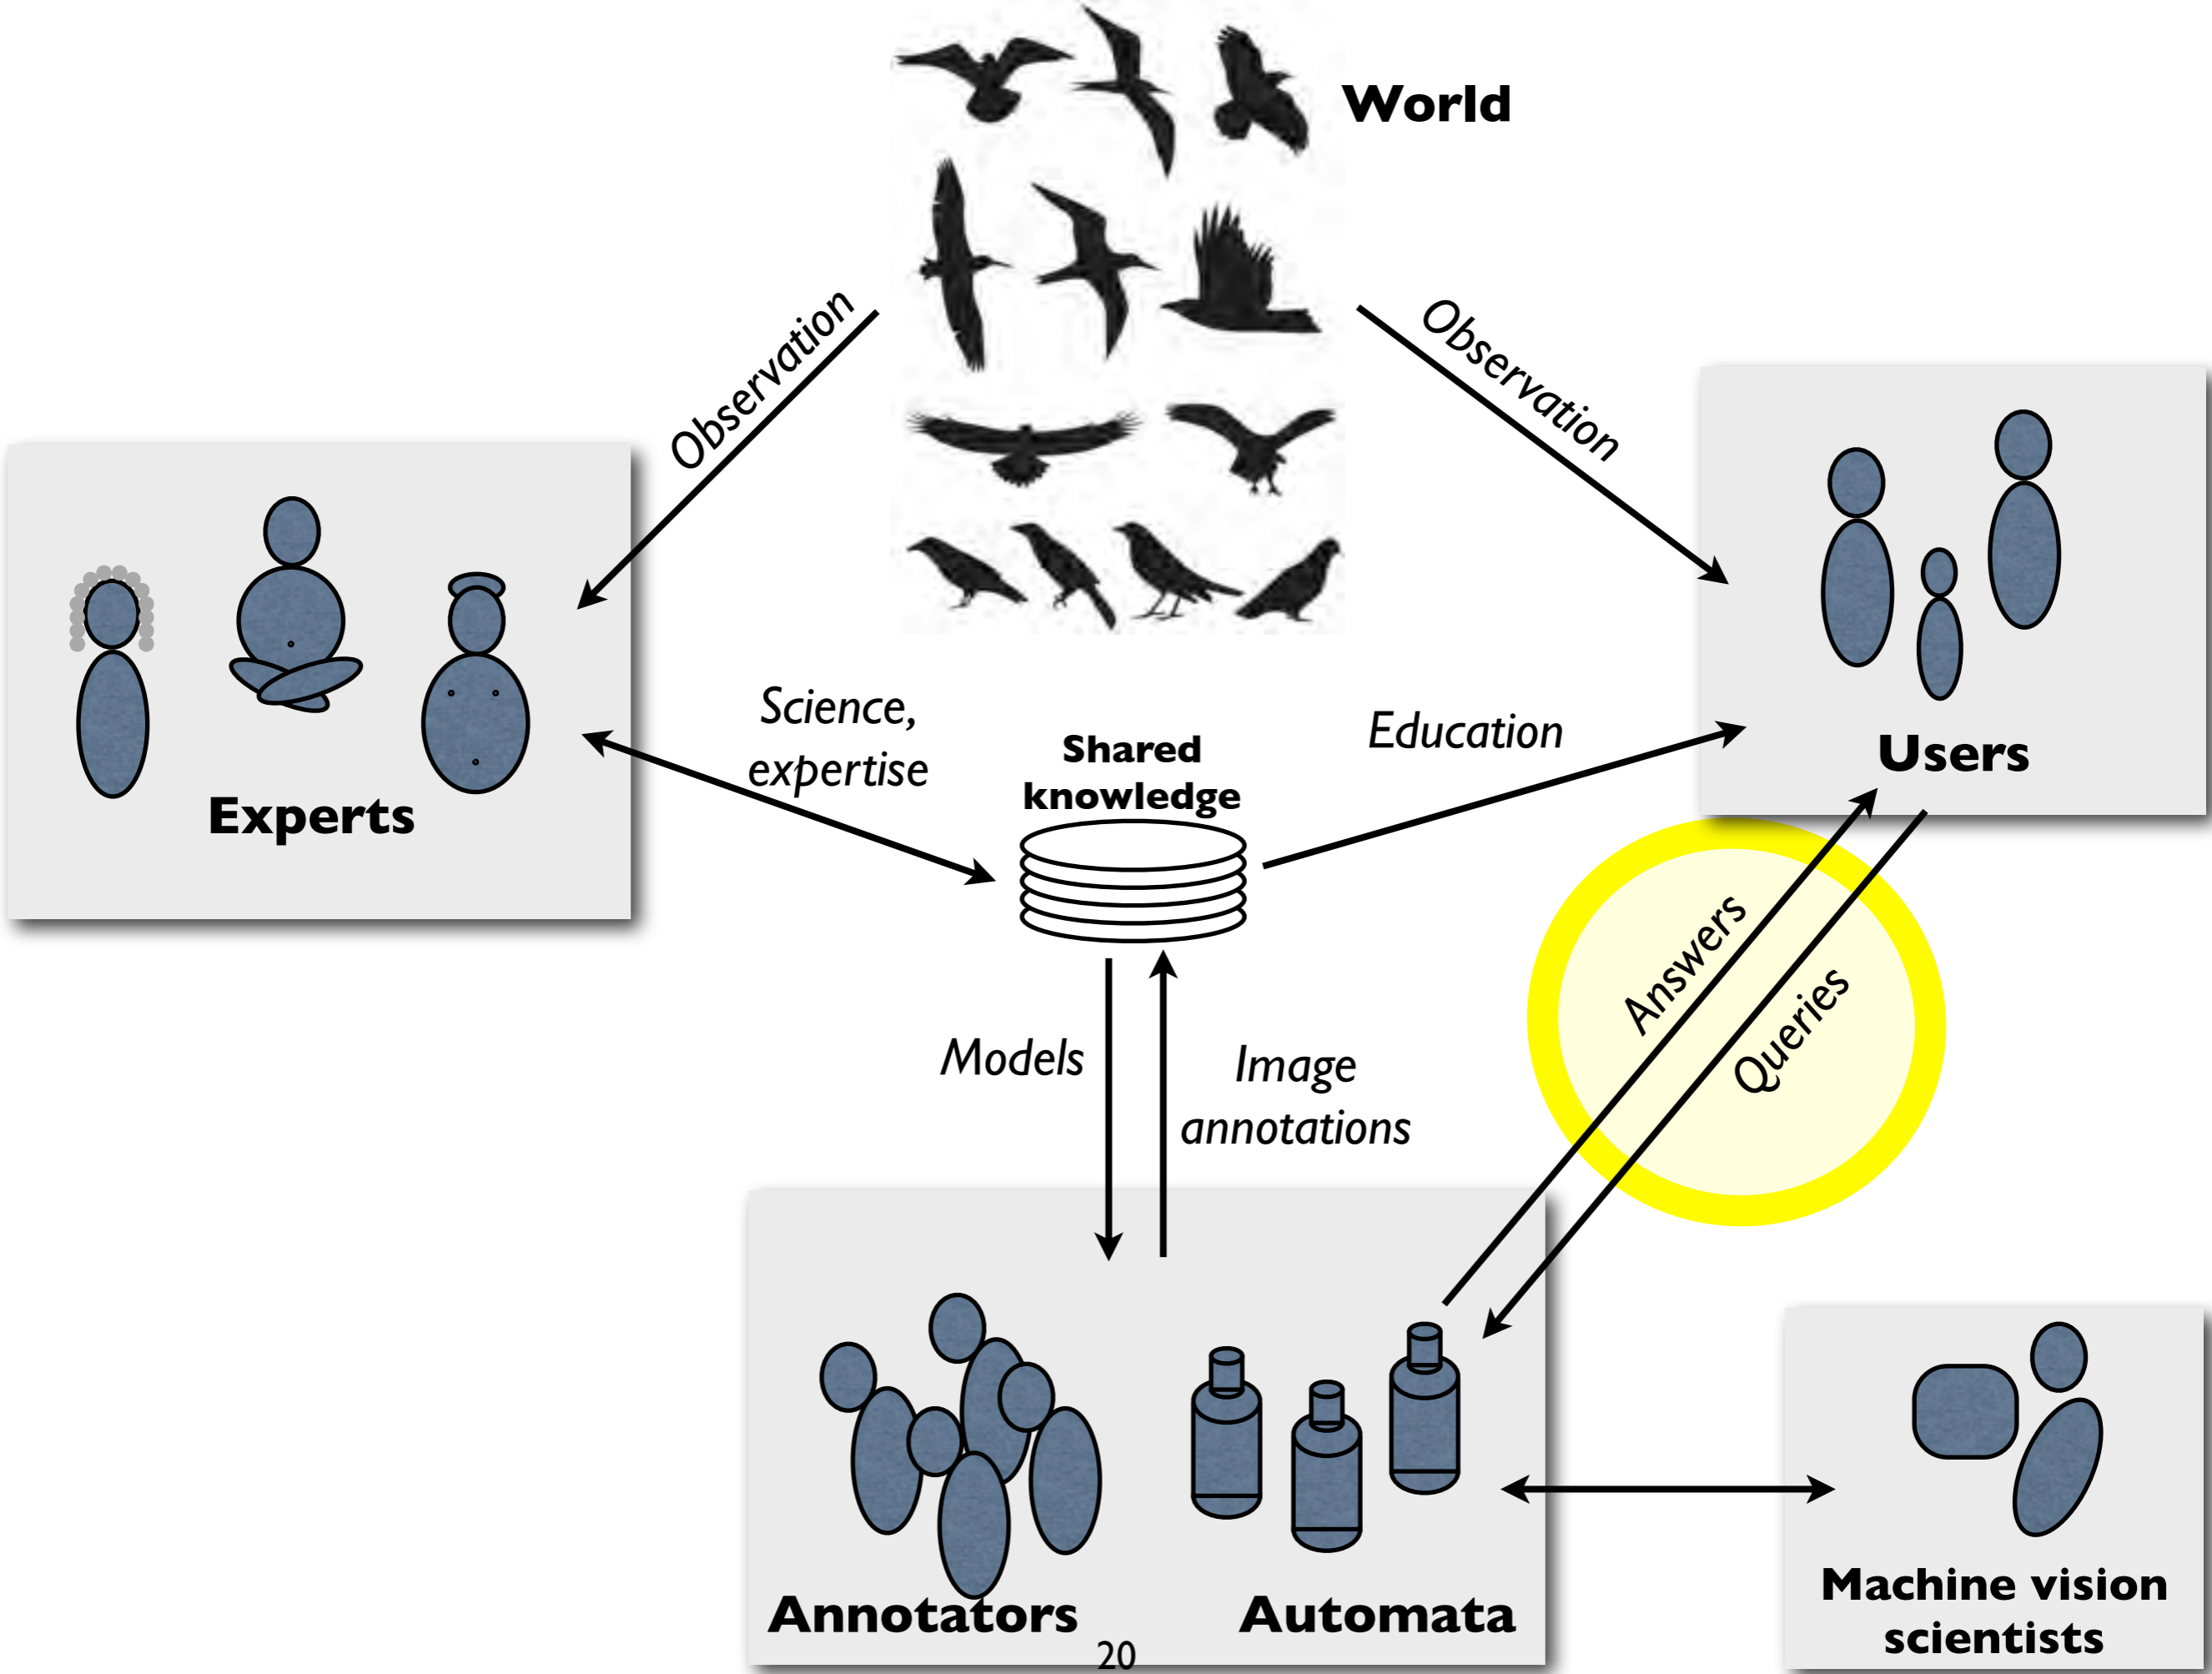 World
Observation
Observation
Science,
expertise
Shared
knowledge
Education
Users
Experts
Answers
Queries
Models
Image
annotations
Annotators
Automata
Machine vision
scientists
20